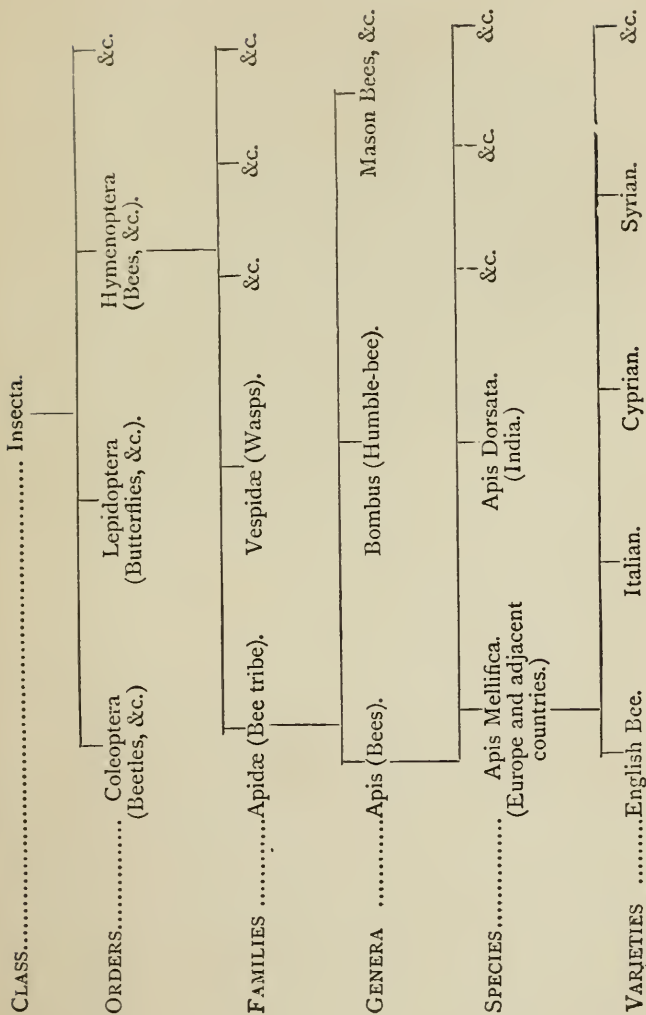 CLASS........................................ Insecta.
ORDERS............ Coleoptera Lepidoptera Hymenoptera &c.
(Beetles, &c.) (Butterflies, &c.). (Bees, &c.).
FAMILIES ...........Apidæ (Bee tribe). Vespidæ (Wasps). &c. &c. &c.
GENERA ............Apis (Bees). Bombus (Humble-bee). Mason Bees, &c.
SPECIES............ Apis Mellifica. Apis Dorsata. &c. &c. &c.
(Europe and adjacent (India.)
countries.)
VARIETIES .........English Bee. Italian. Cyprian. Syrian. &c.